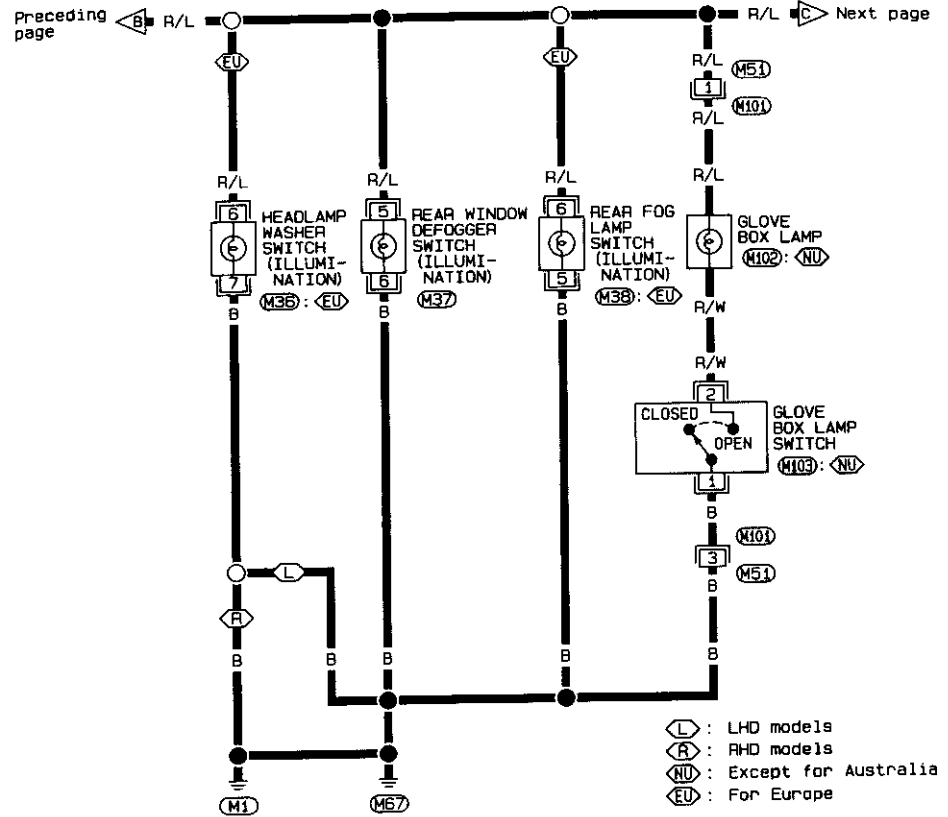 Preceding page
B R/L
R/L C Next page
EU
EU
R/L
M51
1
M101
R/L
R/L
R/L
R/L
R/L
6
HEADLAMP
WASHER
SWITCH
(ILLUMI-
NATION)
7
M36 : EU
5
REAR WINDOW
DEFOGGER
SWITCH
(ILLUMI-
NATION)
6
M37
6
REAR FOG
LAMP
SWITCH
(ILLUMI-
NATION)
5
M38 : EU
GLOVE
BOX LAMP
M102 : NU
B
B
B
R/W
R/W
2
CLOSED
OPEN
1
GLOVE
BOX LAMP
SWITCH
M103 : NU
B
M101
3
M51
B
L
R
B
B
B
B
B
M1
M67
L : LHD models
R : RHD models
NU : Except for Australia
EU : For Europe